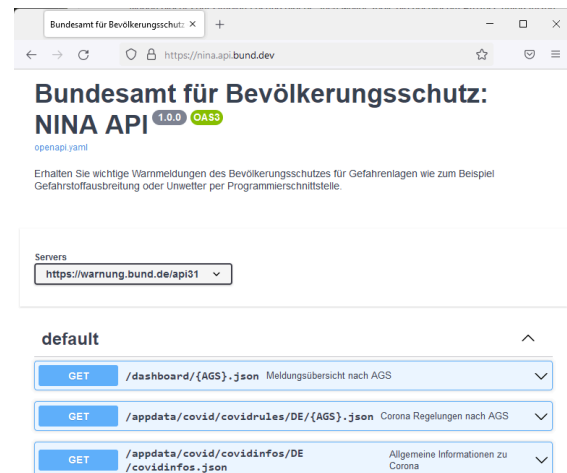 Bundesamt für Bevölkerungsschutz
https://nina.api.bund.dev
Bundesamt für Bevölkerungsschutz:
NINA API 1.0.0 OAS3
openapi.yaml
Erhalten Sie wichtige Warnmeldungen des Bevölkerungsschutzes für Gefahrenlagen wie zum Beispiel
Gefahrstoffausbreitung oder Unwetter per Programmierschnittstelle.
Servers
https://warnung.bund.de/api31
default
GET /dashboard/{AGS}.json Meldungsübersicht nach AGS
GET /appdata/covid/covidrules/DE/{AGS}.json Corona Regelungen nach AGS
GET /appdata/covid/covidinfos/DE Allgemeine Informationen zu
/covidinfos.json Corona